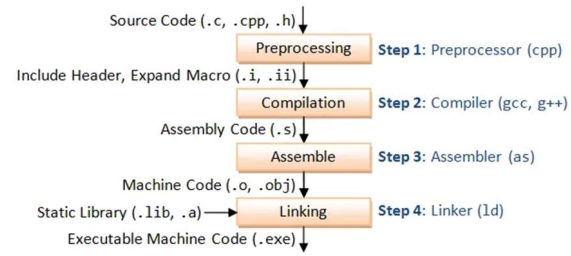 Source Code (.c, .cpp, .h)
Preprocessing Step 1: Preprocessor (cpp)
Include Header, Expand Macro (.i, .ii)
Compilation Step 2: Compiler (gcc, g++)
Assembly Code (.s)
Assemble Step 3: Assembler (as)
Machine Code (.o, .obj)
Static Library (.lib, .a) Linking Step 4: Linker (ld)
Executable Machine Code (.exe)